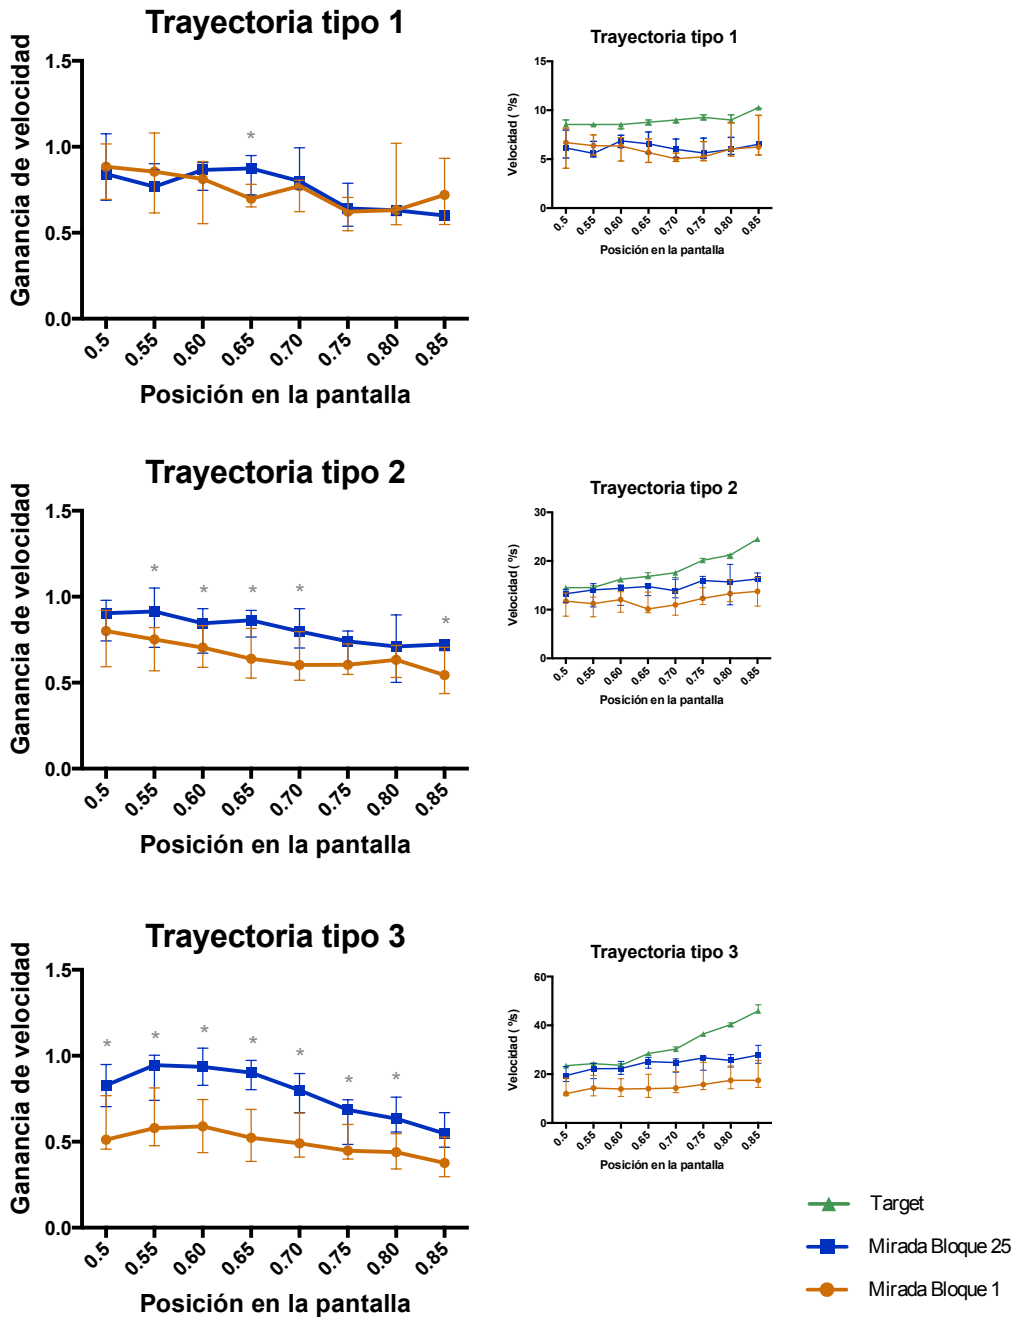 Trayectoria tipo 1
Ganancia de velocidad
1.5
1.0
0.5
0.0
*
0.5 0.55 0.60 0.65 0.70 0.75 0.80 0.85
Posición en la pantalla
Trayectoria tipo 1
Velocidad ( º/s)
15
10
5
0
0.5 0.55 0.60 0.65 0.70 0.75 0.80 0.85
Posición en la pantalla
Trayectoria tipo 2
Ganancia de velocidad
1.5
1.0
0.5
0.0
* * * * *
0.5 0.55 0.60 0.65 0.70 0.75 0.80 0.85
Posición en la pantalla
Trayectoria tipo 2
Velocidad ( º/s)
30
20
10
0
0.5 0.55 0.60 0.65 0.70 0.75 0.80 0.85
Posición en la pantalla
Trayectoria tipo 3
Ganancia de velocidad
1.5
1.0
0.5
0.0
* * * * * * *
0.5 0.55 0.60 0.65 0.70 0.75 0.80 0.85
Posición en la pantalla
Trayectoria tipo 3
Velocidad ( º/s)
60
40
20
0
0.5 0.55 0.60 0.65 0.70 0.75 0.80 0.85
Posición en la pantalla
Target
Mirada Bloque 25
Mirada Bloque 1